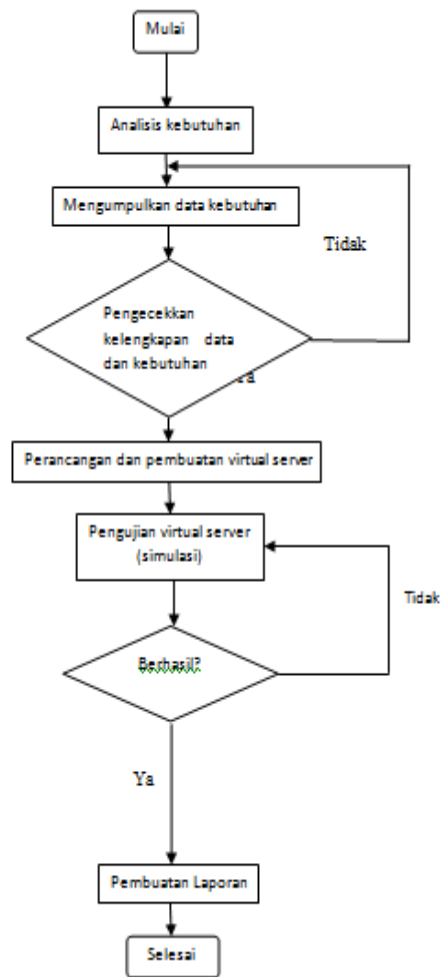 Mulai
Analisis kebutuhan
Mengumpulkan data kebutuhan
Tidak
Pengecekkan
kelengkapan data
dan kebutuhan
Perancangan dan pembuatan virtual server
Pengujian virtual server
(simulasi)
Tidak
Berhasil?
Ya
Pembuatan Laporan
Selesai